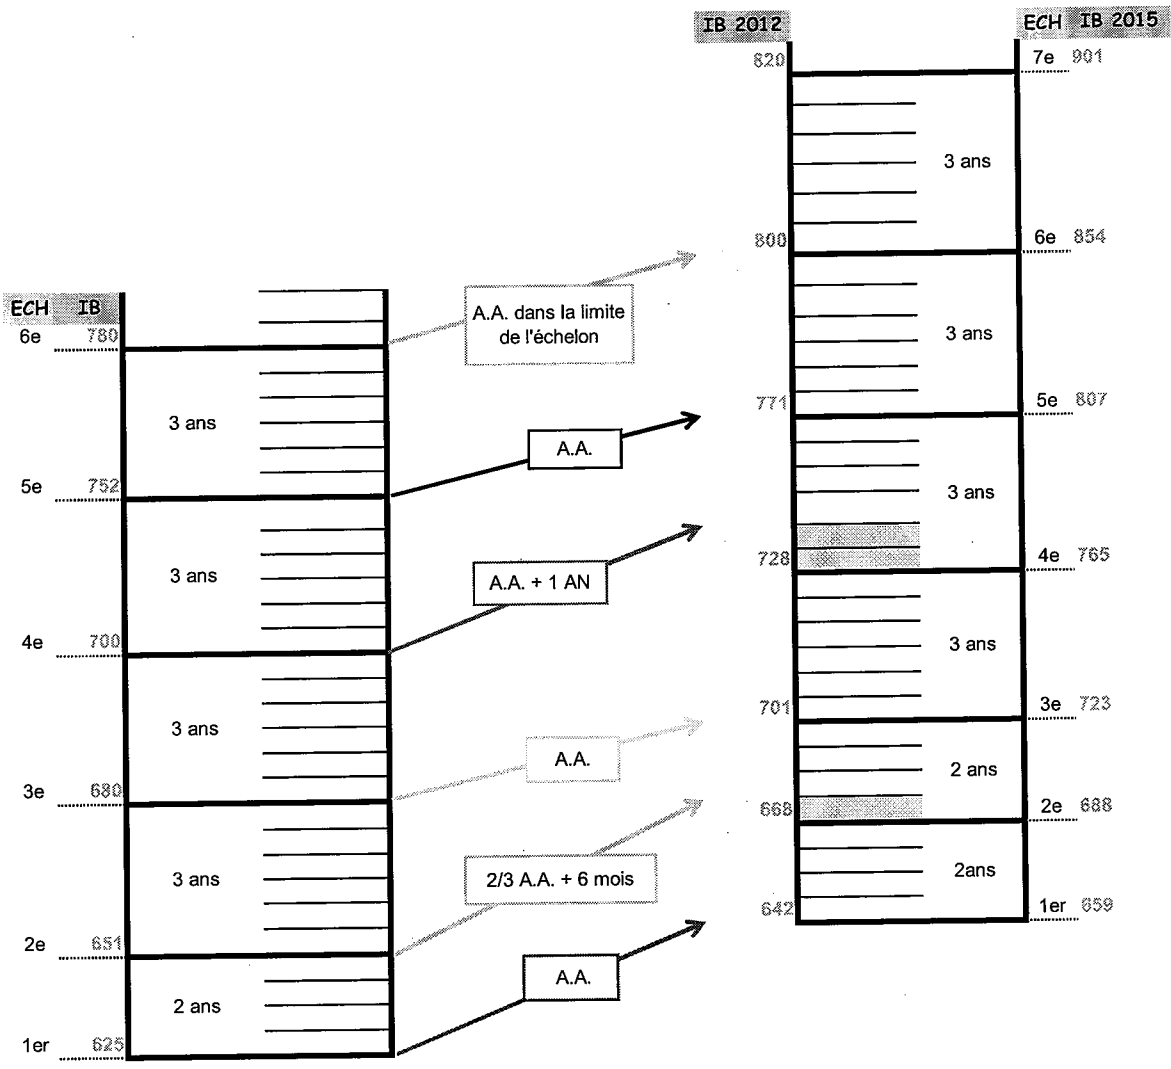 IB 2012
ECH IB 2015
820
7e 901
3 ans
800
6e 854
3 ans
771
5e 807
3 ans
728
4e 765
3 ans
701
3e 723
2 ans
668
2e 688
2ans
642
1er 659
ECH IB
6e 780
3 ans
5e 752
3 ans
4e 700
3 ans
3e 680
3 ans
2e 651
2 ans
1er 625
A.A. dans la limite
de l'échelon
A.A.
A.A. + 1 AN
A.A.
2/3 A.A. + 6 mois
A.A.